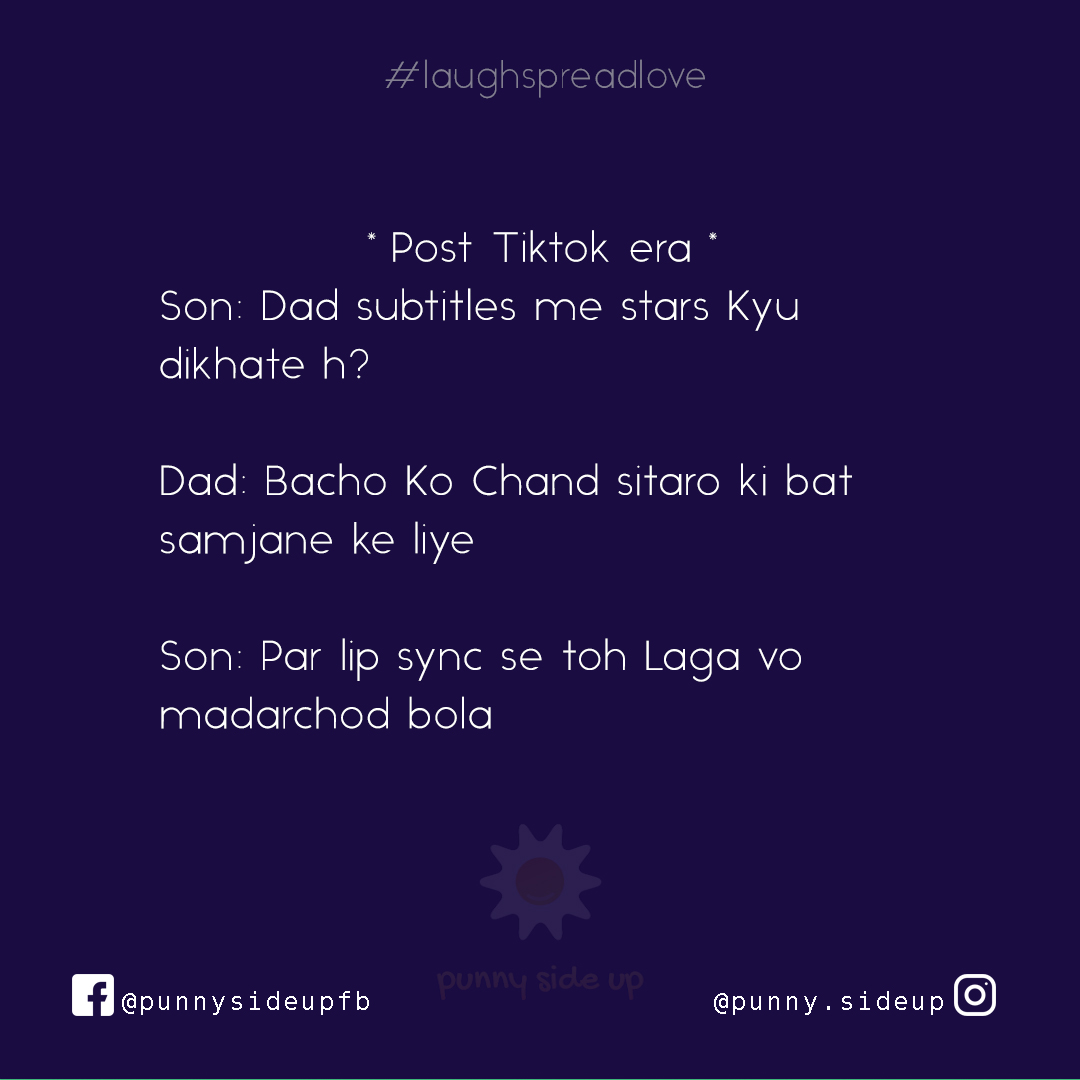 #laughspreadlove
* Post Tiktok era *
Son: Dad subtitles me stars Kyu
dikhate h?
Dad: Bacho Ko Chand sitaro ki bat
samjane ke liye
Son: Par lip sync se toh Laga vo
madarchod bola
punny side up
@punnysideupfb
@punny.sideup